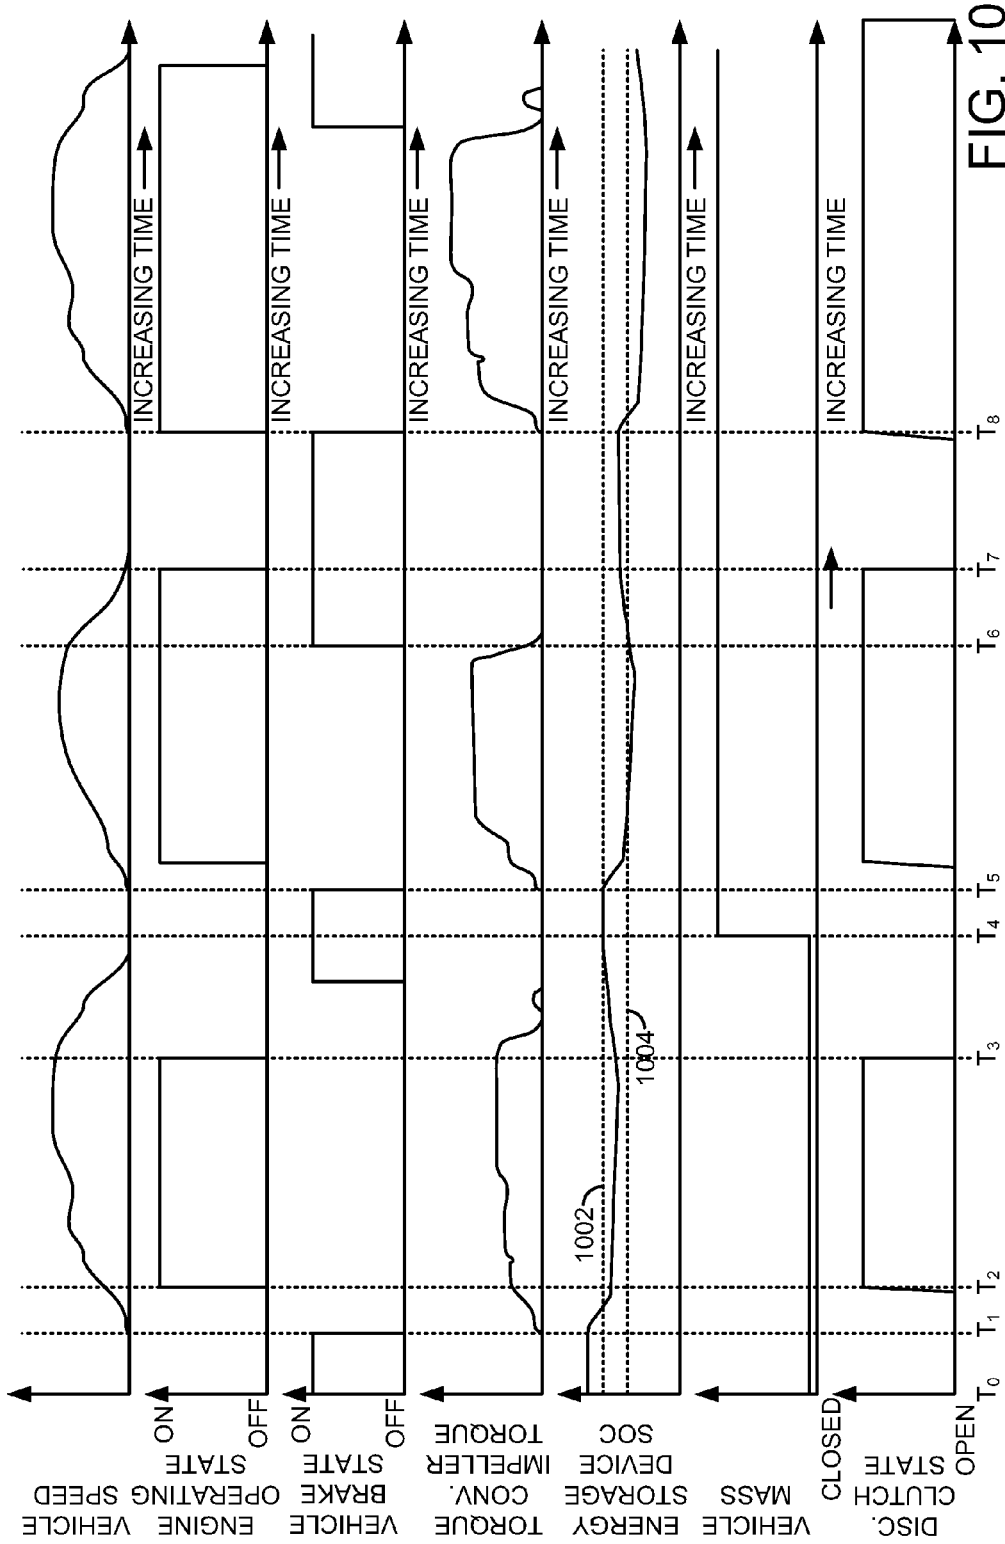 VEHICLE
VEHICLE SPEED
ENGINE
OPERATING
STATE
ON
OFF
INCREASING TIME
VEHICLE
BRAKE
STATE
ON
OFF
INCREASING TIME
TORQUE
CONV.
IMPELLER
TORQUE
INCREASING TIME
ENERGY
STORAGE
DEVICE
SOC
1002
1004
INCREASING TIME
VEHICLE
MASS
INCREASING TIME
DISC.
CLUTCH
STATE
CLOSED
OPEN
INCREASING TIME
T0
T1
T2
T3
T4
T5
T6
T7
T8
FIG. 10